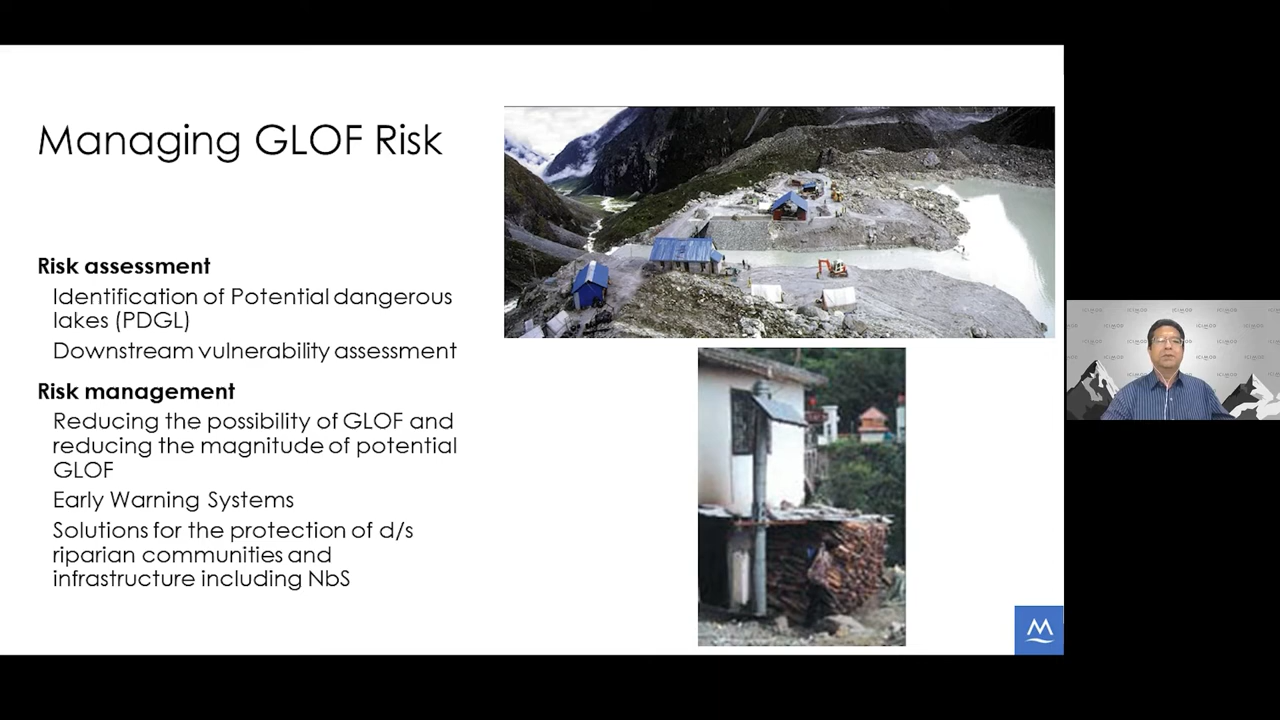 Managing GLOF Risk
Risk assessment
Identification of Potential dangerous
lakes (PDGL)
Downstream vulnerability assessment
Risk management
Reducing the possibility of GLOF and
reducing the magnitude of potential
GLOF
Early Warning Systems
Solutions for the protection of d/s
riparian communities and
infrastructure including NbS